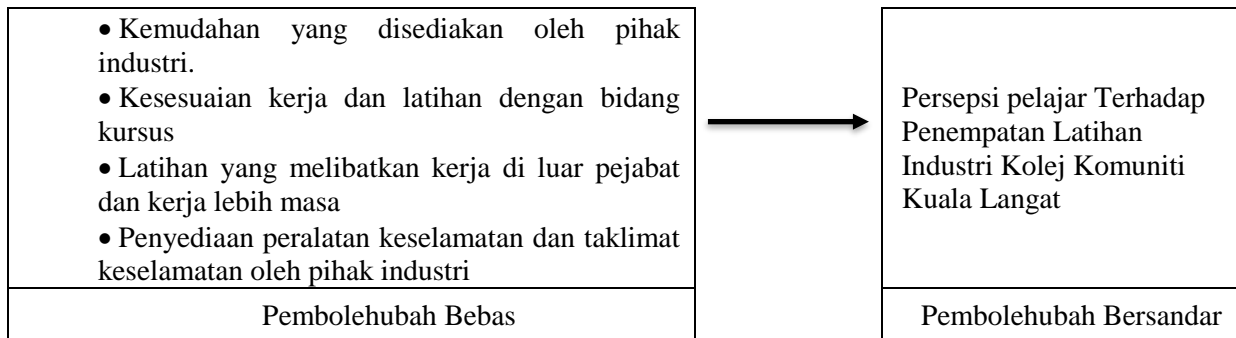 • Kemudahan yang disediakan oleh pihak
industri.
• Kesesuaian kerja dan latihan dengan bidang
kursus
• Latihan yang melibatkan kerja di luar pejabat
dan kerja lebih masa
• Penyediaan peralatan keselamatan dan taklimat
keselamatan oleh pihak industri
Pembolehubah Bebas
Persepsi pelajar Terhadap
Penempatan Latihan
Industri Kolej Komuniti
Kuala Langat
Pembolehubah Bersandar